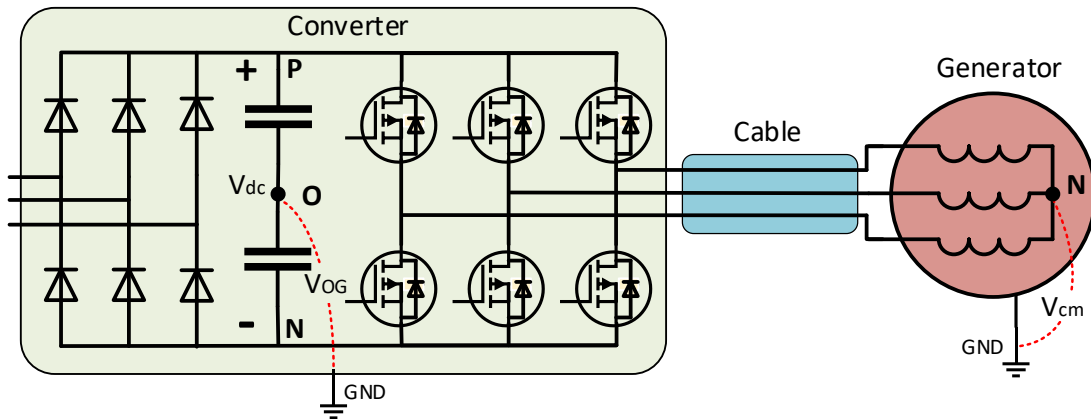 Converter
+ P
Vdc O
VOG
- N
GND
Cable
Generator
N
Vcm
GND